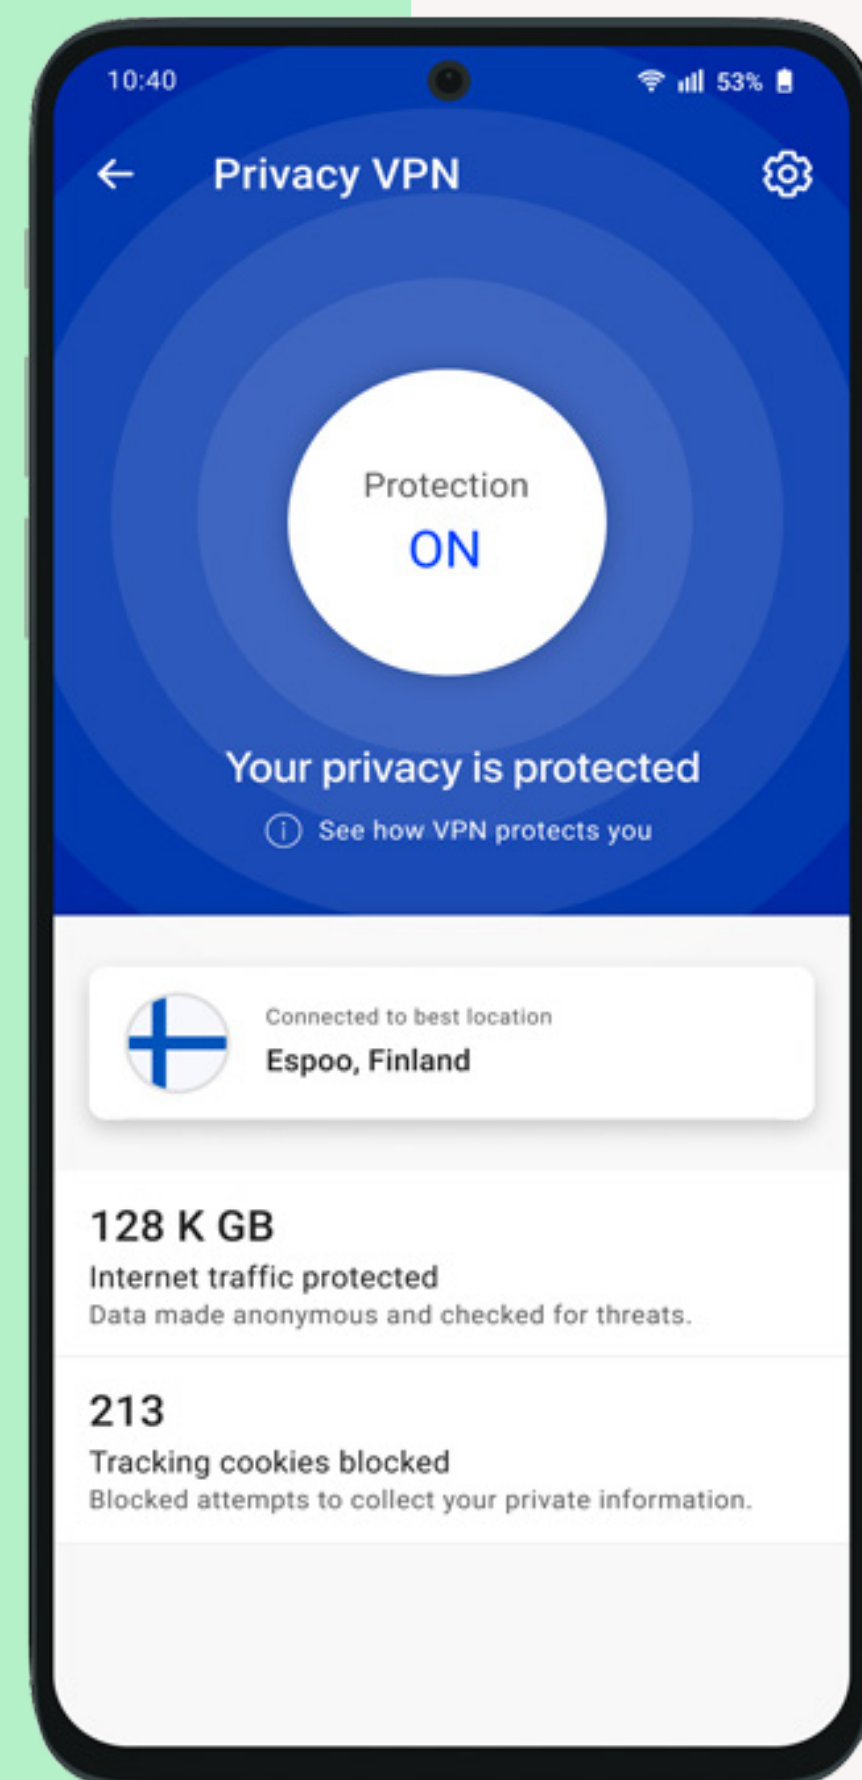 10:40
53%
Privacy VPN
Protection
ON
Your privacy is protected
See how VPN protects you
Connected to best location
Espoo, Finland
128 K GB
Internet traffic protected
Data made anonymous and checked for threats.
213
Tracking cookies blocked
Blocked attempts to collect your private information.